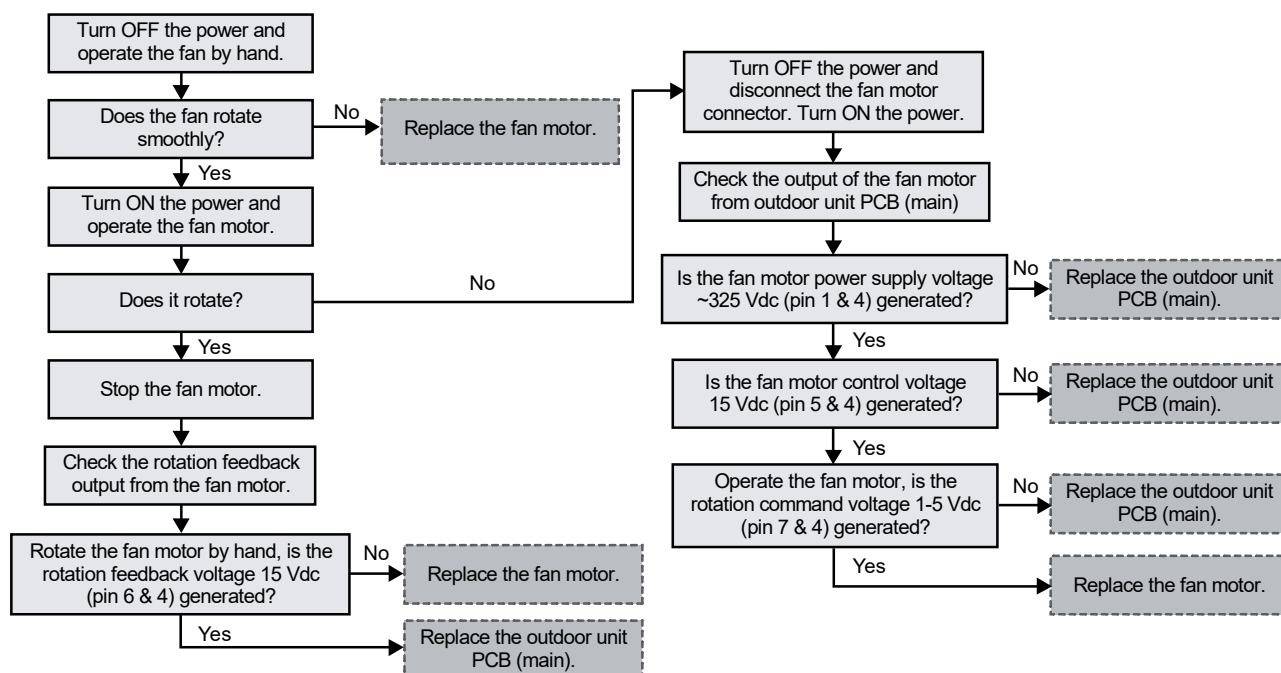 Turn OFF the power and
operate the fan by hand.
Does the fan rotate
smoothly?
No
Replace the fan motor.
Yes
Turn ON the power and
operate the fan motor.
Does it rotate?
No
Yes
Stop the fan motor.
Check the rotation feedback
output from the fan motor.
Rotate the fan motor by hand, is the
rotation feedback voltage 15 Vdc
(pin 6 & 4) generated?
No
Replace the fan motor.
Yes
Replace the outdoor unit
PCB (main).
Turn OFF the power and
disconnect the fan motor
connector. Turn ON the power.
Check the output of the fan motor
from outdoor unit PCB (main)
Is the fan motor power supply voltage
~325 Vdc (pin 1 & 4) generated?
No
Replace the outdoor unit
PCB (main).
Yes
Is the fan motor control voltage
15 Vdc (pin 5 & 4) generated?
No
Replace the outdoor unit
PCB (main).
Yes
Operate the fan motor, is the
rotation command voltage 1-5 Vdc
(pin 7 & 4) generated?
No
Replace the outdoor unit
PCB (main).
Yes
Replace the fan motor.